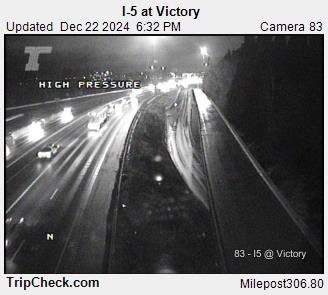 I-5 at Victory
Updated Dec 22 2024 6:32 PM Camera 83
HIGH PRESSURE
N
83 - I5 @ Victory
TripCheck.com Milepost306.80